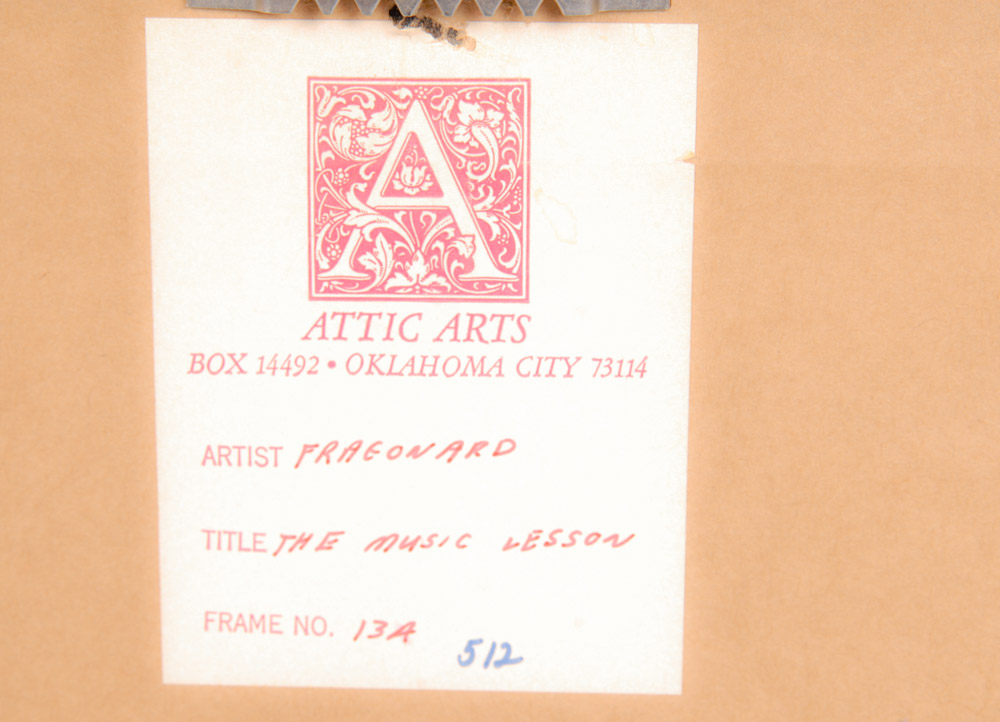 A
ATTIC ARTS
BOX 14492 • OKLAHOMA CITY 73114
ARTIST FRAGONARD
TITLE THE MUSIC LESSON
FRAME NO. 13A
512